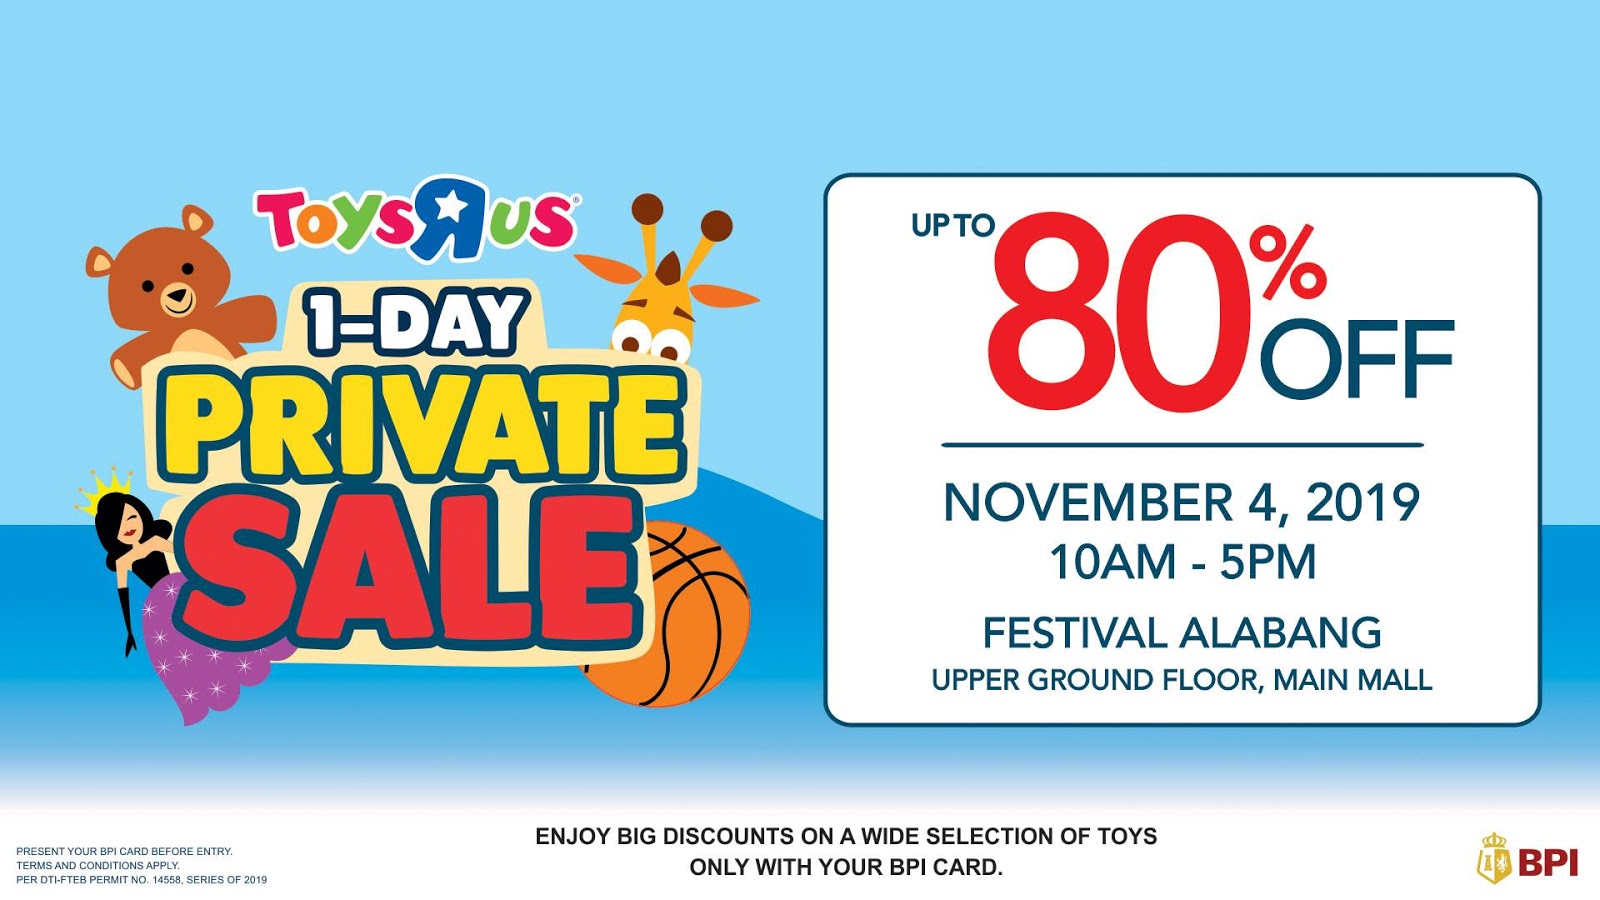 TOYSRUS®
1-DAY
PRIVATE
SALE
UP TO
80% OFF
NOVEMBER 4, 2019
10AM - 5PM
FESTIVAL ALABANG
UPPER GROUND FLOOR, MAIN MALL
ENJOY BIG DISCOUNTS ON A WIDE SELECTION OF TOYS
ONLY WITH YOUR BPI CARD.
PRESENT YOUR BPI CARD BEFORE ENTRY.
TERMS AND CONDITIONS APPLY.
PER DTI-FTEB PERMIT NO. 14558, SERIES OF 2019
BPI